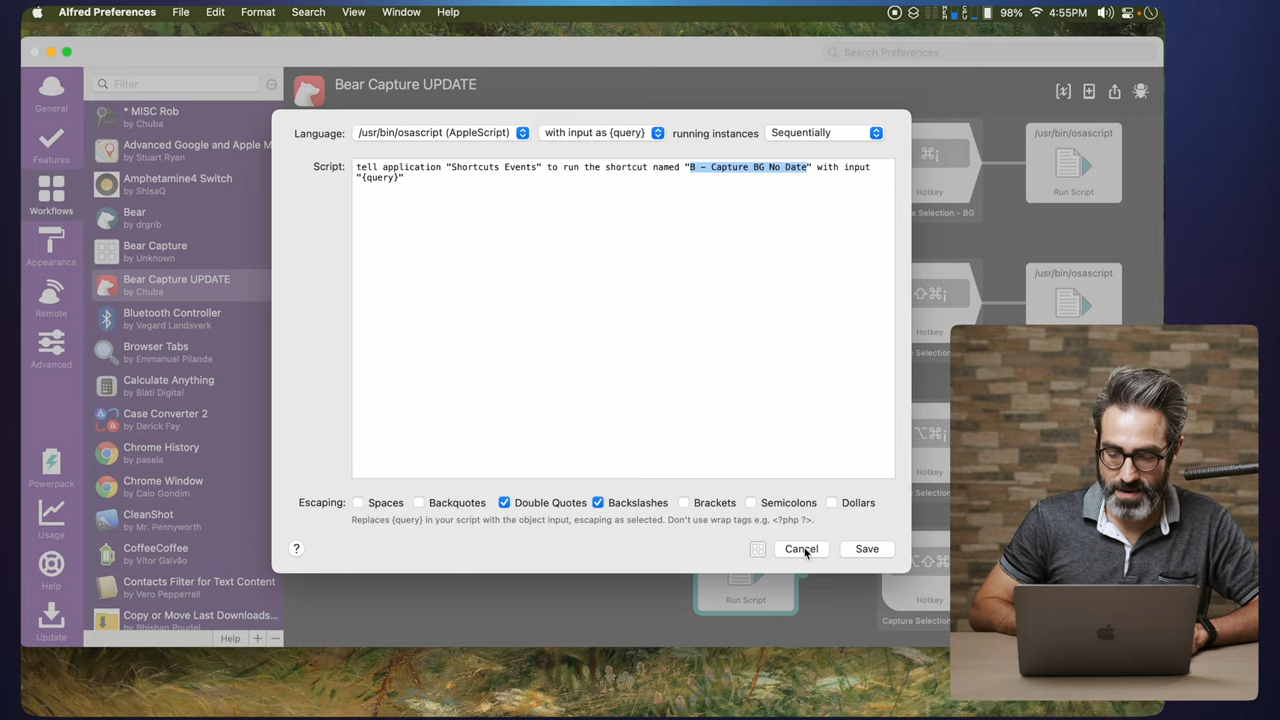 Alfred Preferences File Edit Format Search View Window Help
98% 4:55PM
Search Preferences
General
Features
Workflows
Appearance
Remote
Advanced
Powerpack
Usage
Help
Update
Filter
* MISC Rob
by Chuba
Advanced Google and Apple M
by Stuart Ryan
Amphetamine4 Switch
by ShisaQ
Bear
by drgrib
Bear Capture
by Unknown
Bear Capture UPDATE
by Chuba
Bluetooth Controller
by Vegard Landsverk
Browser Tabs
by Emmanuel Pilande
Calculate Anything
by Biati Digital
Case Converter 2
by Derick Fay
Chrome History
by pasela
Chrome Window
by Caio Gondim
CleanShot
by Mr. Pennyworth
CoffeeCoffee
by Vítor Galvão
Contacts Filter for Text Content
by Vero Pepperrell
Copy or Move Last Downloads...
by Bhishan Poudel
Help + −
Bear Capture UPDATE
Language: /usr/bin/osascript (AppleScript) with input as {query} running instances Sequentially
Script: tell application "Shortcuts Events" to run the shortcut named "B – Capture BG No Date" with input
"{query}"
Escaping: Spaces Backquotes Double Quotes Backslashes Brackets Semicolons Dollars
Replaces {query} in your script with the object input, escaping as selected. Don't use wrap tags e.g. <?php ?>.
? Cancel Save
/usr/bin/osascript
Hotkey
Run Script
Selection - BG
/usr/bin/osascript
Hotkey
Hotkey
Run Script
Hotkey
Capture Selection